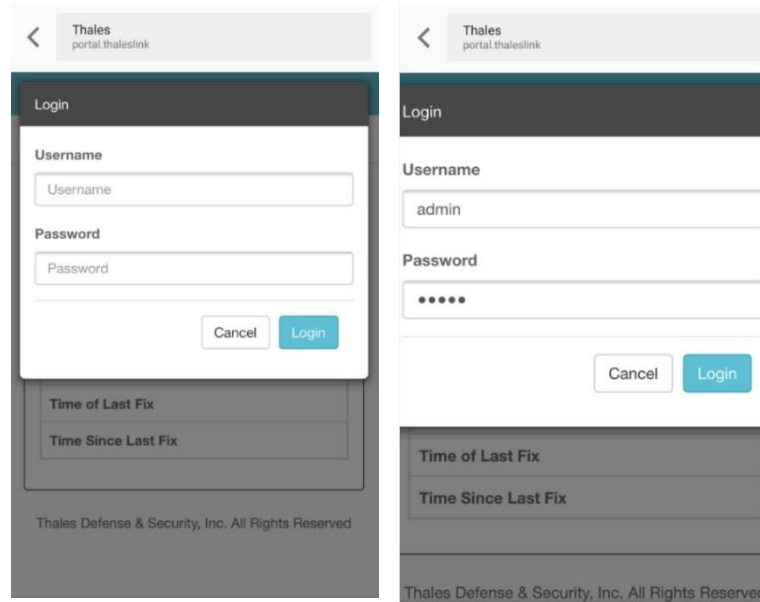 Thales
portal.thaleslink
Login
Username
Username
Password
Password
Cancel
Login
Time of Last Fix
Time Since Last Fix
Thales Defense & Security, Inc. All Rights Reserved
Thales
portal.thaleslink
Login
Username
admin
Password
•••••
Cancel
Login
Time of Last Fix
Time Since Last Fix
Thales Defense & Security, Inc. All Rights Reserved